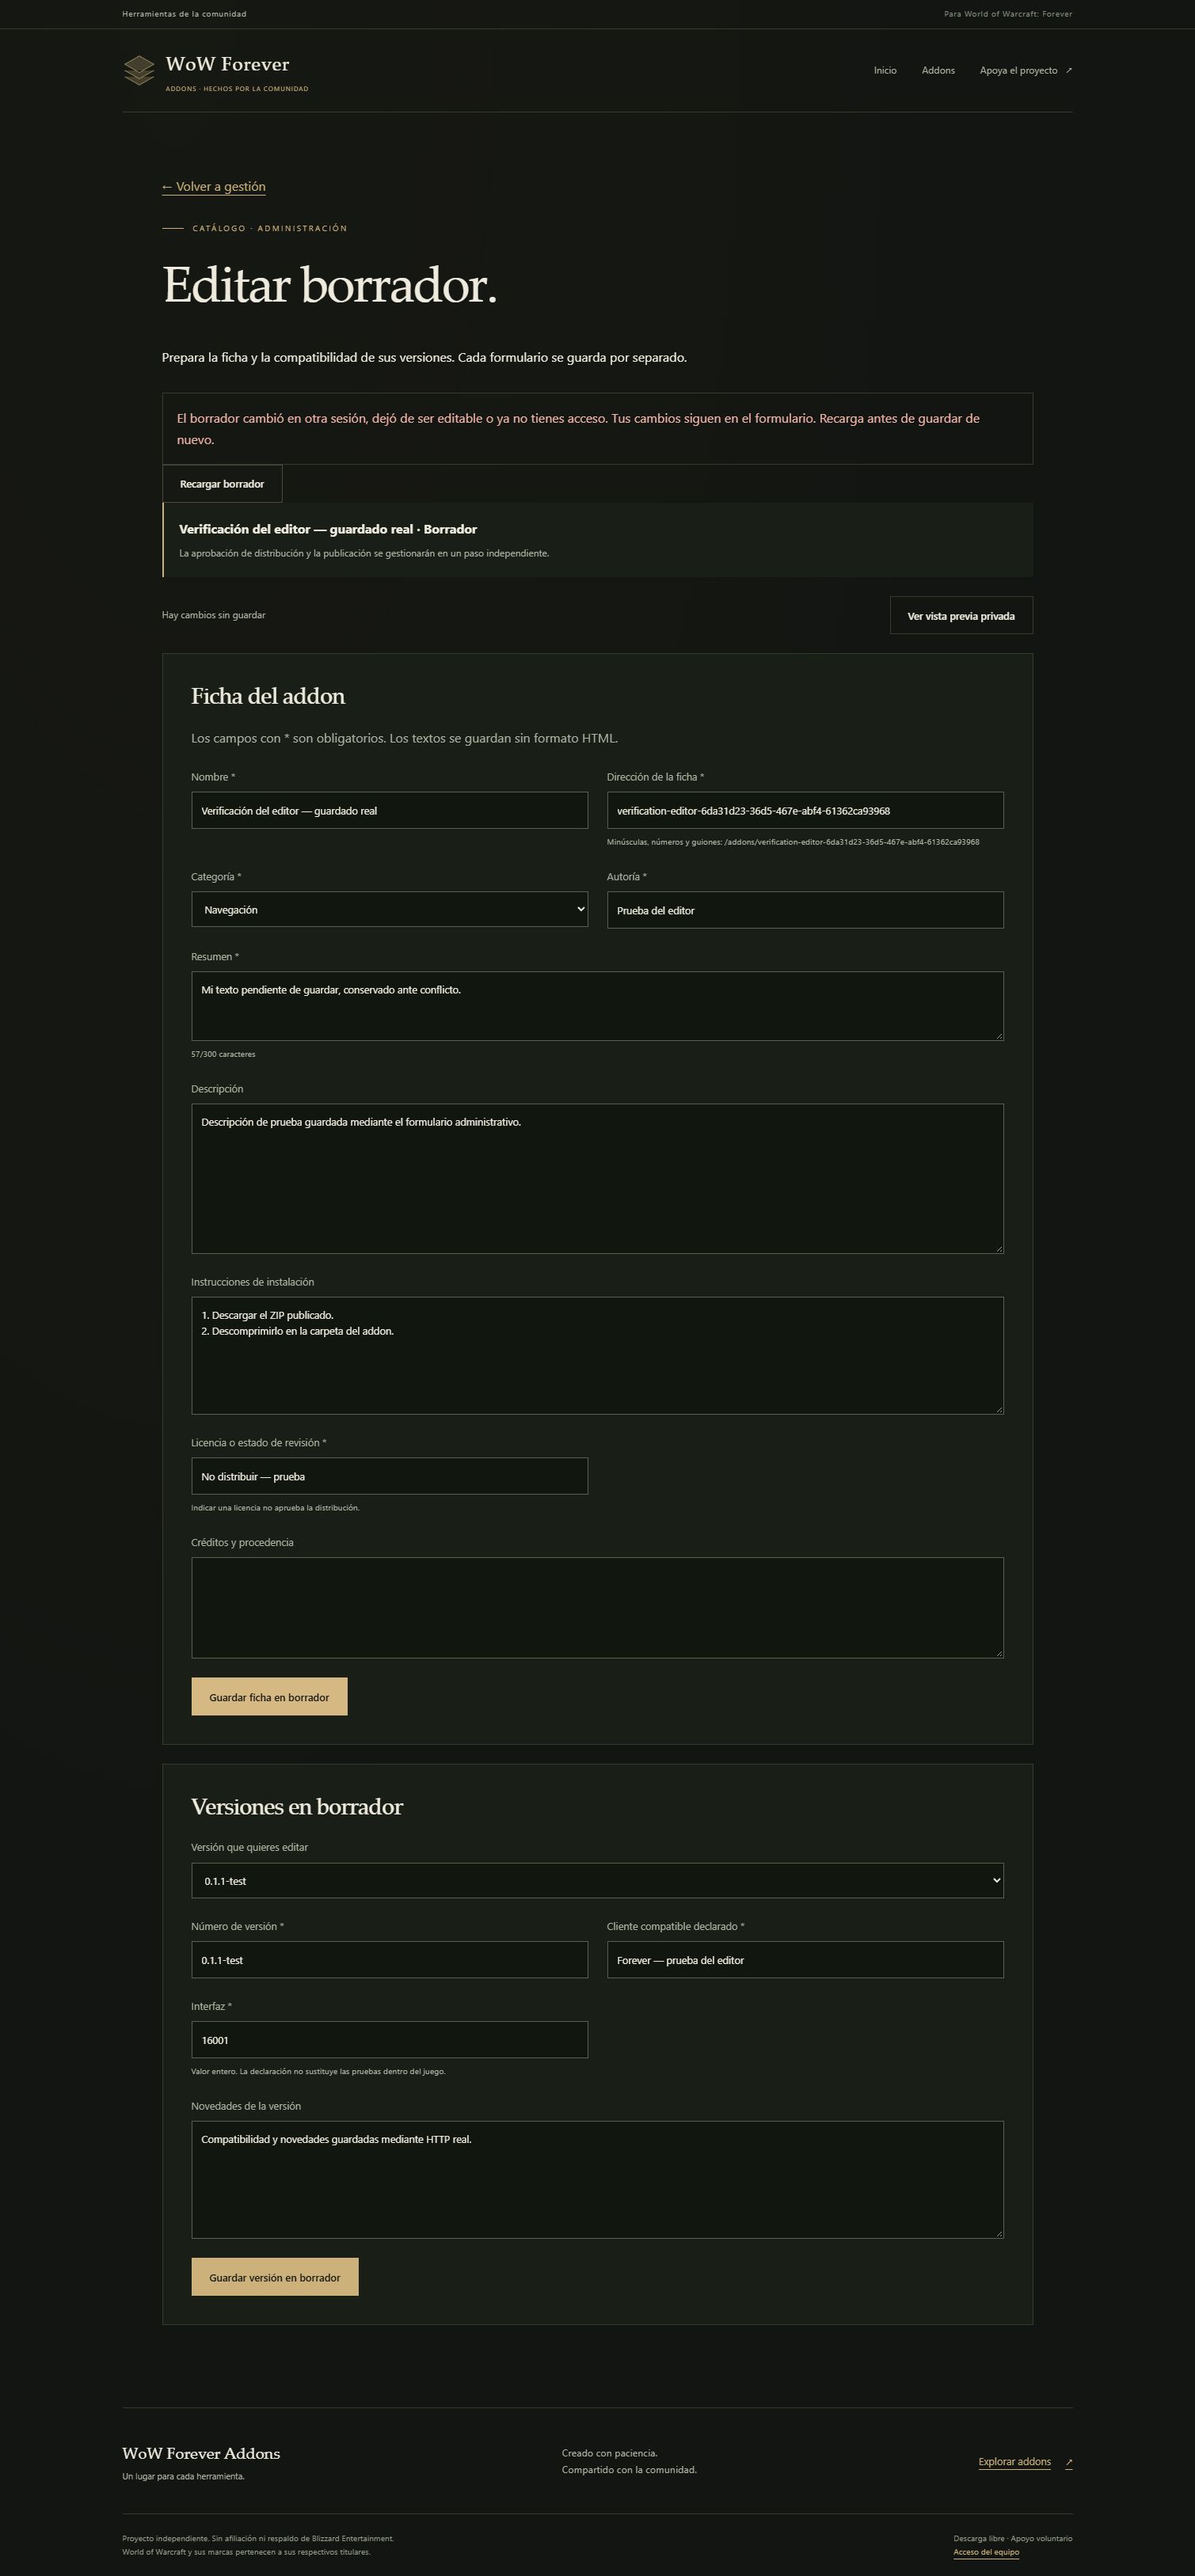 Herramientas de la comunidad
Para World of Warcraft: Forever
WoW Forever
ADDONS · HECHOS POR LA COMUNIDAD
Inicio
Addons
Apoya el proyecto ↗
← Volver a gestión
CATÁLOGO · ADMINISTRACIÓN
Editar borrador.
Prepara la ficha y la compatibilidad de sus versiones. Cada formulario se guarda por separado.
El borrador cambió en otra sesión, dejó de ser editable o ya no tienes acceso. Tus cambios siguen en el formulario. Recarga antes de guardar de
nuevo.
Recargar borrador
Verificación del editor — guardado real · Borrador
La aprobación de distribución y la publicación se gestionarán en un paso independiente.
Hay cambios sin guardar
Ver vista previa privada
Ficha del addon
Los campos con * son obligatorios. Los textos se guardan sin formato HTML.
Nombre *
Dirección de la ficha *
Verificación del editor — guardado real
verification-editor-6da31d23-36d5-467e-abf4-61362ca93968
Minúsculas, números y guiones: /addons/verification-editor-6da31d23-36d5-467e-abf4-61362ca93968
Categoría *
Autoría *
Navegación
Prueba del editor
Resumen *
Mi texto pendiente de guardar, conservado ante conflicto.
57/300 caracteres
Descripción
Descripción de prueba guardada mediante el formulario administrativo.
Instrucciones de instalación
1. Descargar el ZIP publicado.
2. Descomprimirlo en la carpeta del addon.
Licencia o estado de revisión *
No distribuir — prueba
Indicar una licencia no aprueba la distribución.
Créditos y procedencia
Guardar ficha en borrador
Versiones en borrador
Versión que quieres editar
0.1.1-test
Número de versión *
Cliente compatible declarado *
0.1.1-test
Forever — prueba del editor
Interfaz *
16001
Valor entero. La declaración no sustituye las pruebas dentro del juego.
Novedades de la versión
Compatibilidad y novedades guardadas mediante HTTP real.
Guardar versión en borrador
WoW Forever Addons
Un lugar para cada herramienta.
Creado con paciencia.
Compartido con la comunidad.
Explorar addons ↗
Proyecto independiente. Sin afiliación ni respaldo de Blizzard Entertainment.
World of Warcraft y sus marcas pertenecen a sus respectivos titulares.
Descarga libre · Apoyo voluntario
Acceso del equipo